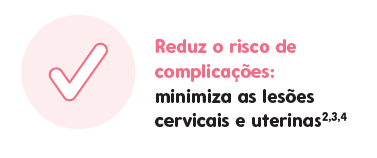 Reduz o risco de
complicações:
minimiza as lesões
cervicais e uterinas2,3,4